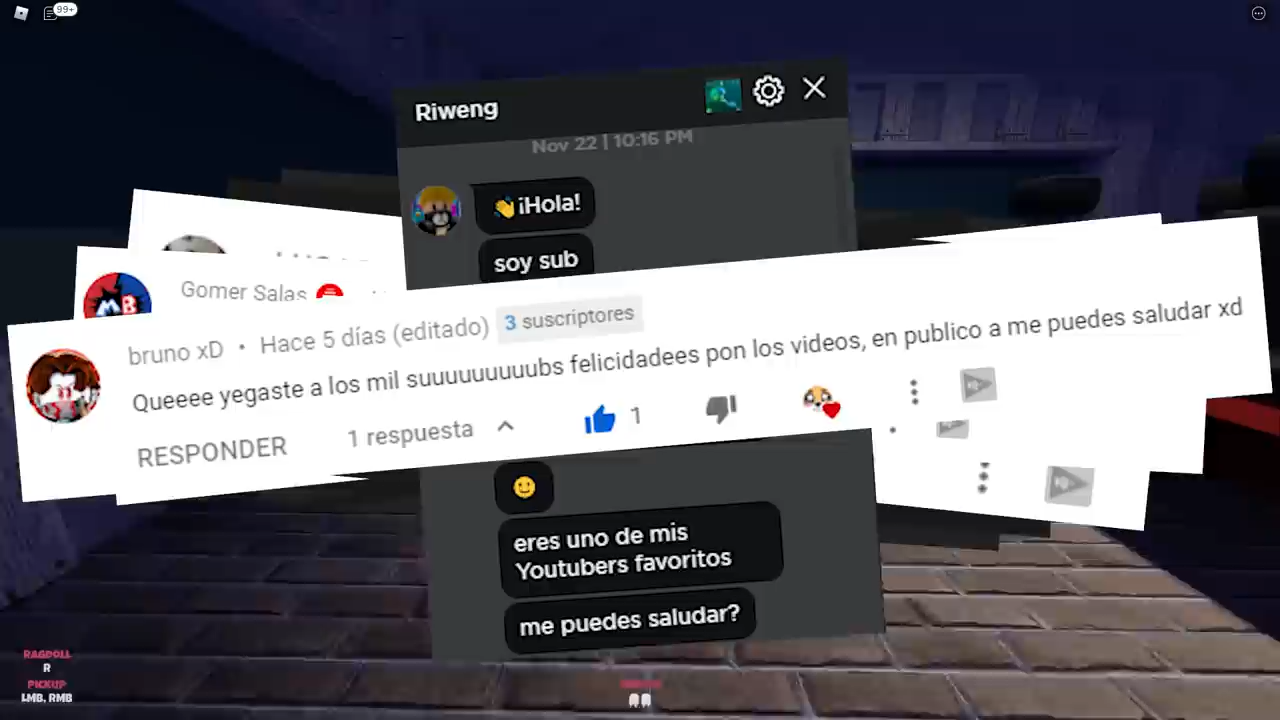 99+
Riweng
Nov 22 | 10:16 PM
👋¡Hola!
soy sub
Gomer Salas
bruno xD • Hace 5 días (editado) 3 suscriptores
Queeee yegaste a los mil suuuuuuuuubs felicidadees pon los videos, en publico a me puedes saludar xd
RESPONDER 1 respuesta 1
🙂
eres uno de mis
Youtubers favoritos
me puedes saludar?
RAGDOLL
R
PICKUP
LMB, RMB